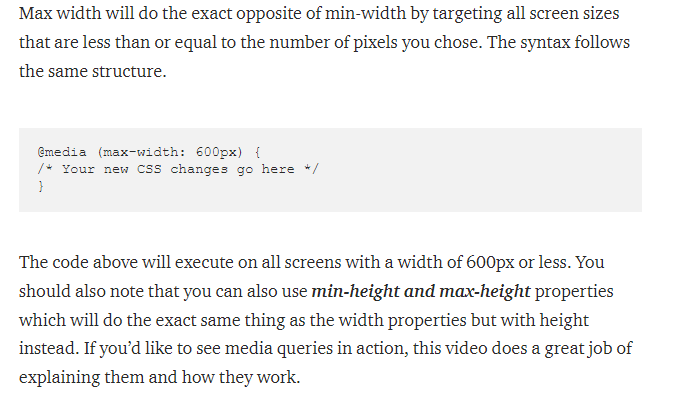 Max width will do the exact opposite of min-width by targeting all screen sizes
that are less than or equal to the number of pixels you chose. The syntax follows
the same structure.
@media (max-width: 600px) {
/* Your new CSS changes go here */
}
The code above will execute on all screens with a width of 600px or less. You
should also note that you can also use min-height and max-height properties
which will do the exact same thing as the width properties but with height
instead. If you’d like to see media queries in action, this video does a great job of
explaining them and how they work.